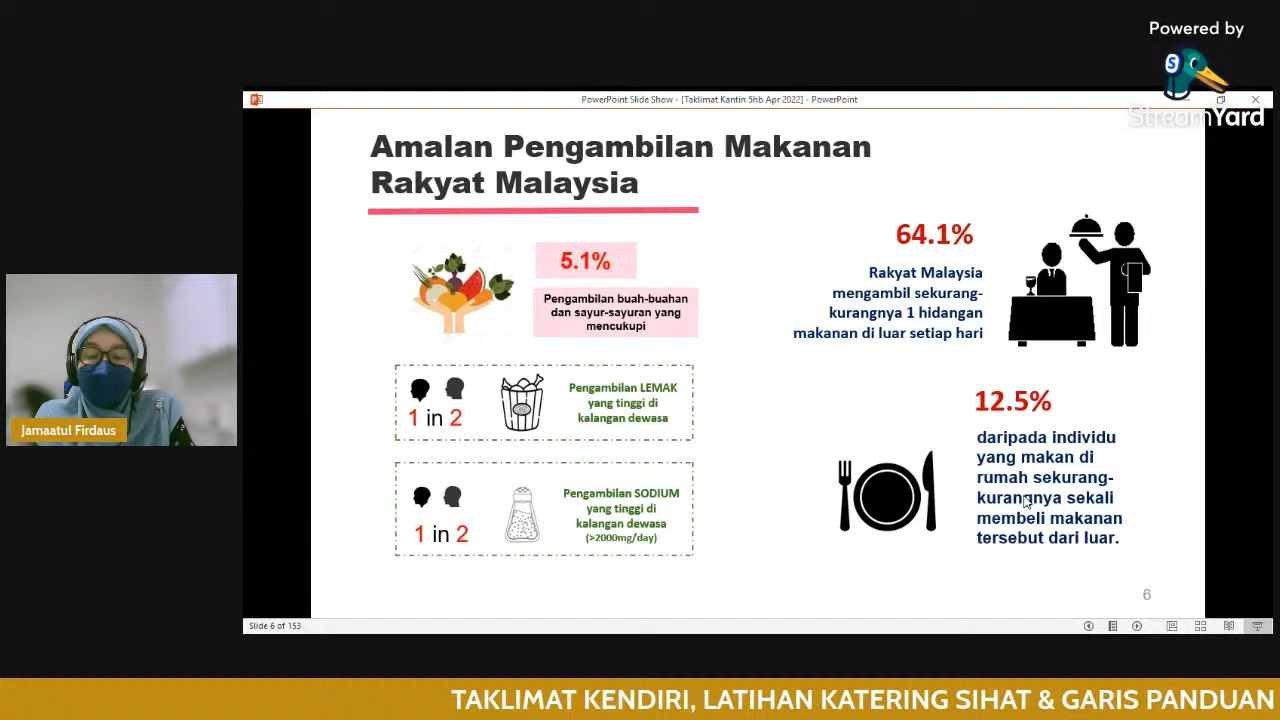 Powered by
StreamYard
PowerPoint Slide Show - [Taklimat Kantin 5hb Apr 2022] - PowerPoint
Amalan Pengambilan Makanan
Rakyat Malaysia
5.1%
Pengambilan buah-buahan
dan sayur-sayuran yang
mencukupi
64.1%
Rakyat Malaysia
mengambil sekurang-
kurangnya 1 hidangan
makanan di luar setiap hari
1 in 2
Pengambilan LEMAK
yang tinggi di
kalangan dewasa
1 in 2
Pengambilan SODIUM
yang tinggi di
kalangan dewasa
(>2000mg/day)
12.5%
daripada individu
yang makan di
rumah sekurang-
kurangnya sekali
membeli makanan
tersebut dari luar.
6
Jamaatul Firdaus
Slide 6 of 153
TAKLIMAT KENDIRI, LATIHAN KATERING SIHAT & GARIS PANDUAN